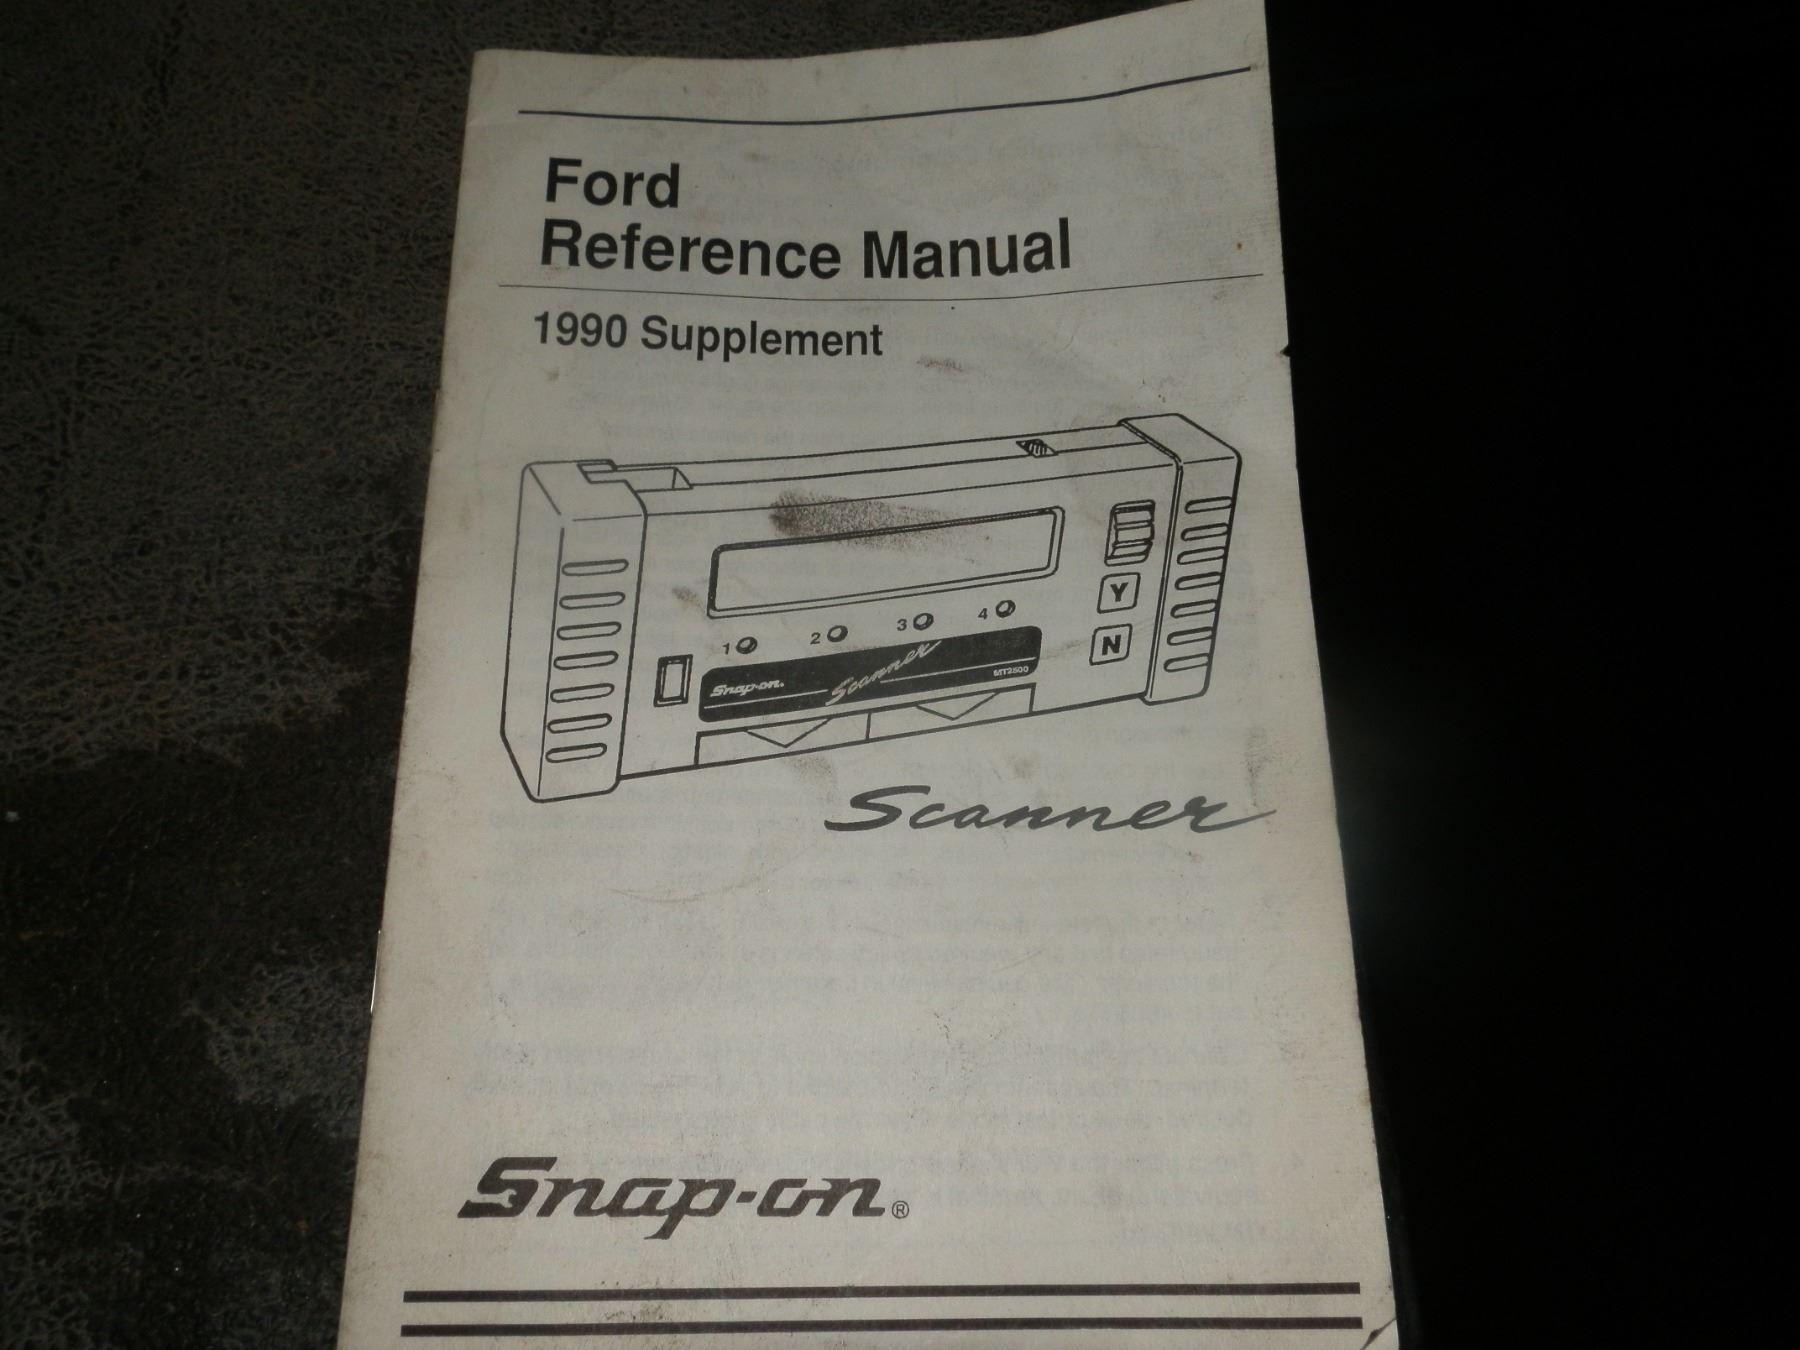 Ford
Reference Manual
1990 Supplement
Y
N
1 2 3 4
Snap-on. Scanner MT2500
Scanner
Snap-on®